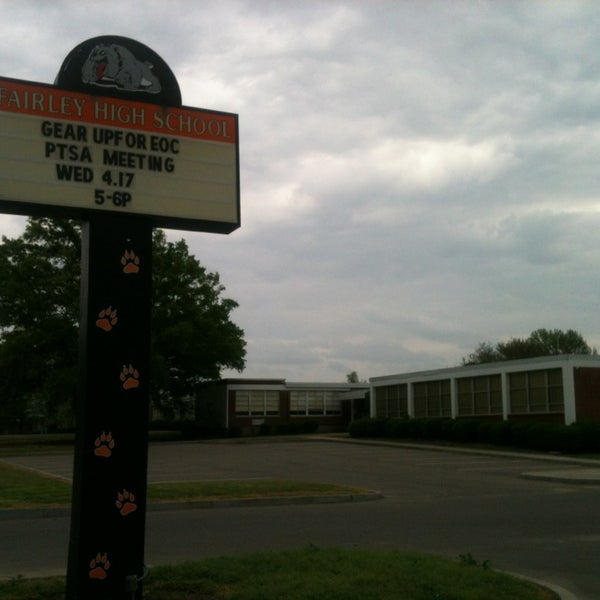 FAIRLEY HIGH SCHOOL
GEAR UPFOR EOC
PTSA MEETING
WED 4.17
5-6P